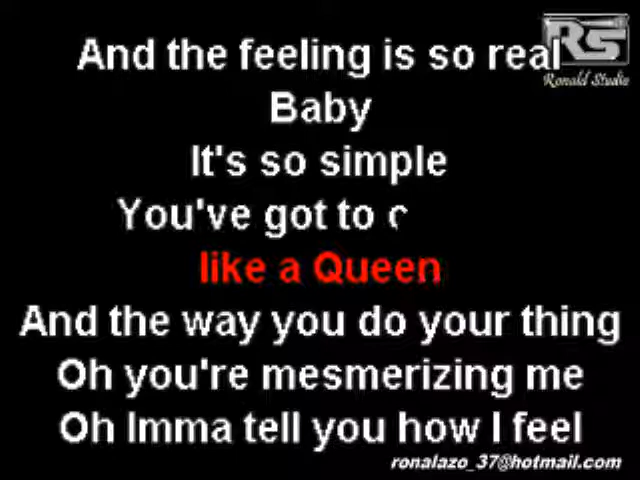 And the feeling is so real
RS
Ronald Studio
Baby
It's so simple
You've got to c
like a Queen
And the way you do your thing
Oh you're mesmerizing me
Oh Imma tell you how I feel
ronalazo_37@hotmail.com